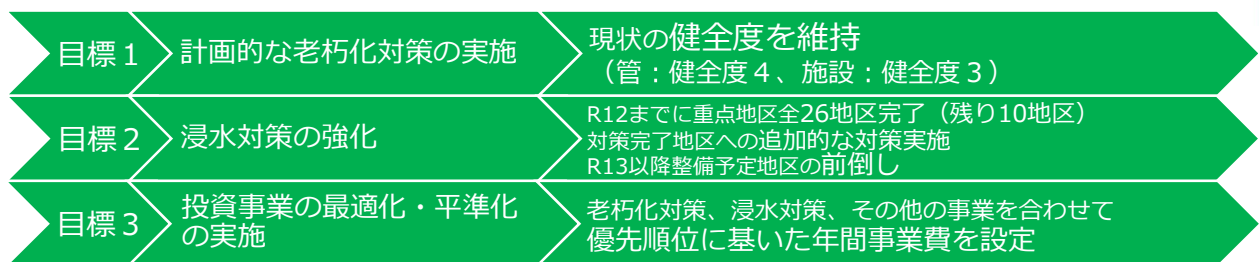 目標１
計画的な老朽化対策の実施
現状の健全度を維持
（管：健全度４、施設：健全度３）
目標２
浸水対策の強化
R12までに重点地区全26地区完了（残り10地区）
対策完了地区への追加的な対策実施
R13以降整備予定地区の前倒し
目標３
投資事業の最適化・平準化
の実施
老朽化対策、浸水対策、その他の事業を合わせて
優先順位に基いた年間事業費を設定